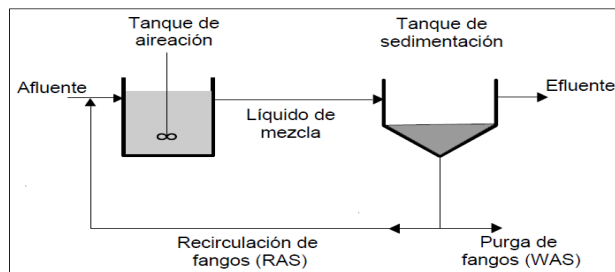 Tanque de
aireación
Tanque de
sedimentación
Afluente
Efluente
Líquido de
mezcla
Recirculación de
fangos (RAS)
Purga de
fangos (WAS)